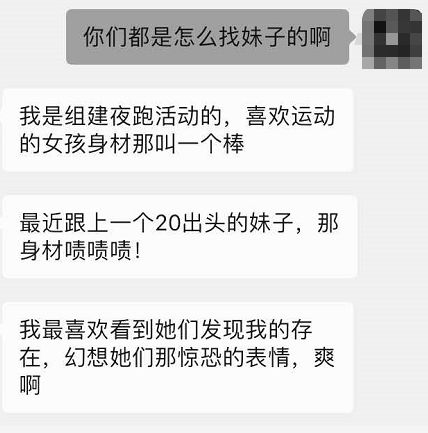 你们都是怎么找妹子的啊
我是组建夜跑活动的，喜欢运动
的女孩身材那叫一个棒
最近跟上一个20出头的妹子，那
身材啧啧啧！
我最喜欢看到她们发现我的存
在，幻想她们那惊恐的表情，爽
啊